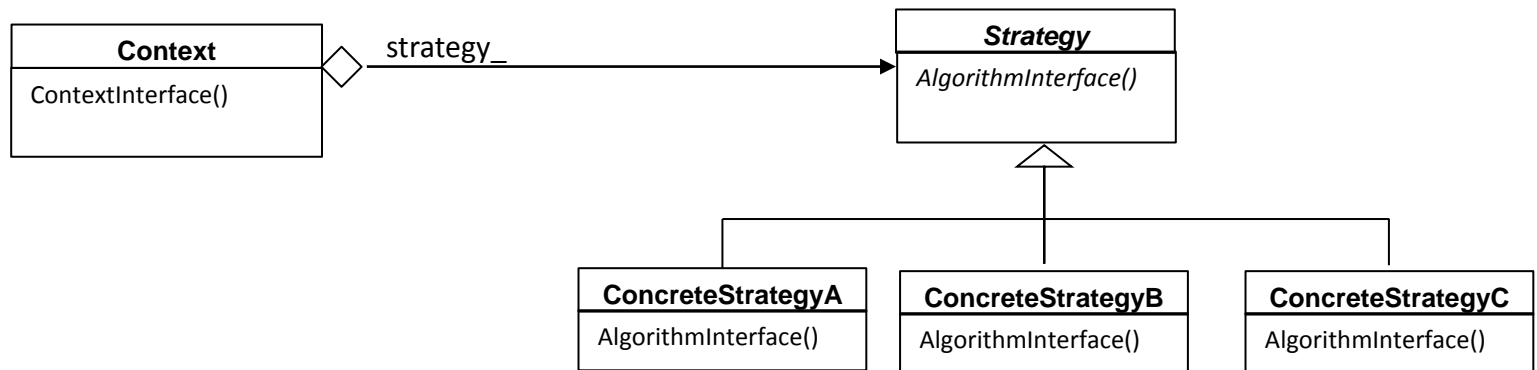 Context
ContextInterface()
strategy_
Strategy
AlgorithmInterface()
ConcreteStrategyA
AlgorithmInterface()
ConcreteStrategyB
AlgorithmInterface()
ConcreteStrategyC
AlgorithmInterface()